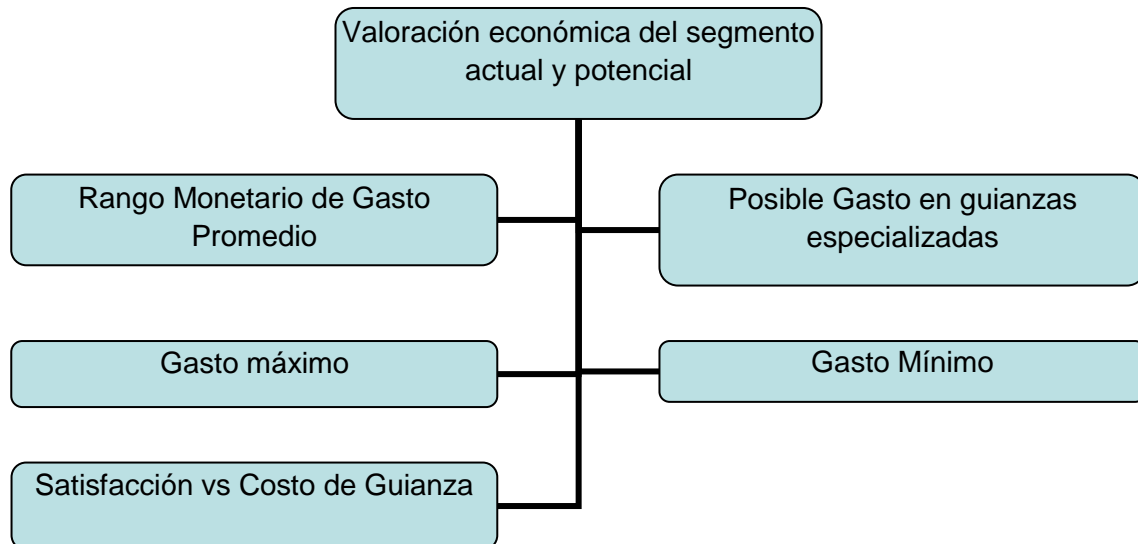 Valoración económica del segmento
actual y potencial
Rango Monetario de Gasto
Promedio
Posible Gasto en guianzas
especializadas
Gasto máximo
Gasto Mínimo
Satisfacción vs Costo de Guianza